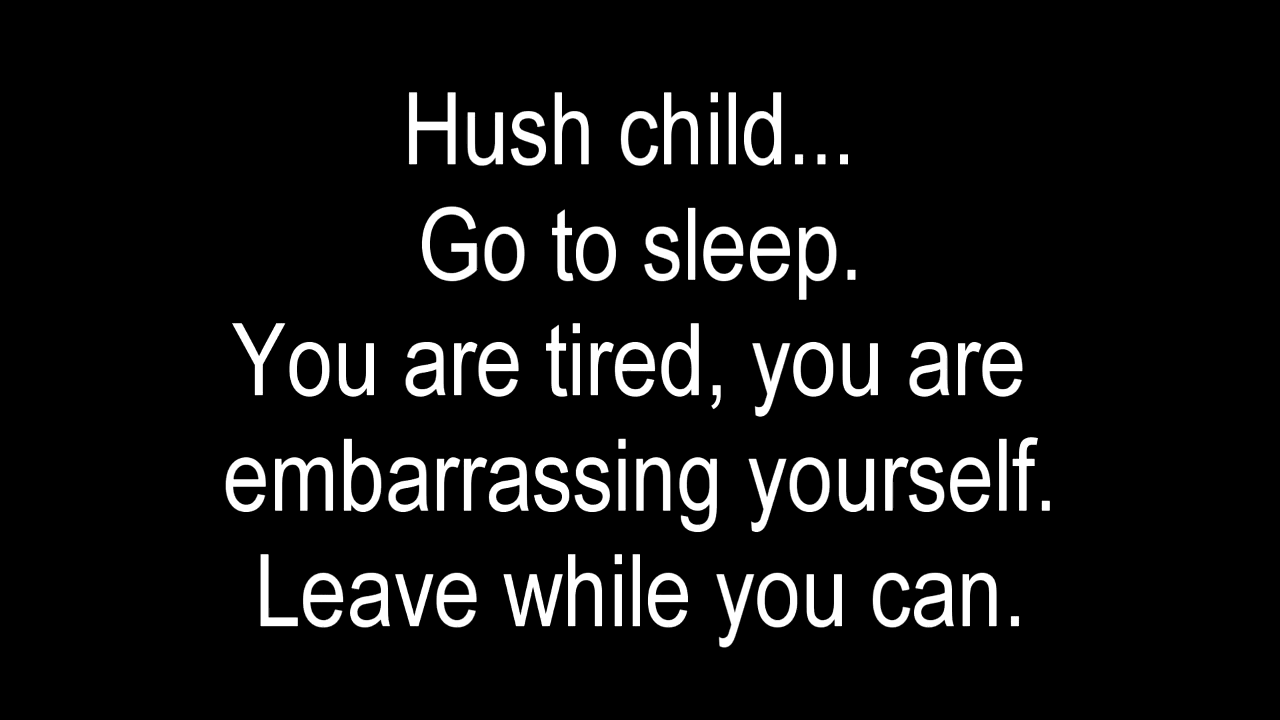 Hush child...
Go to sleep.
You are tired, you are
embarrassing yourself.
Leave while you can.